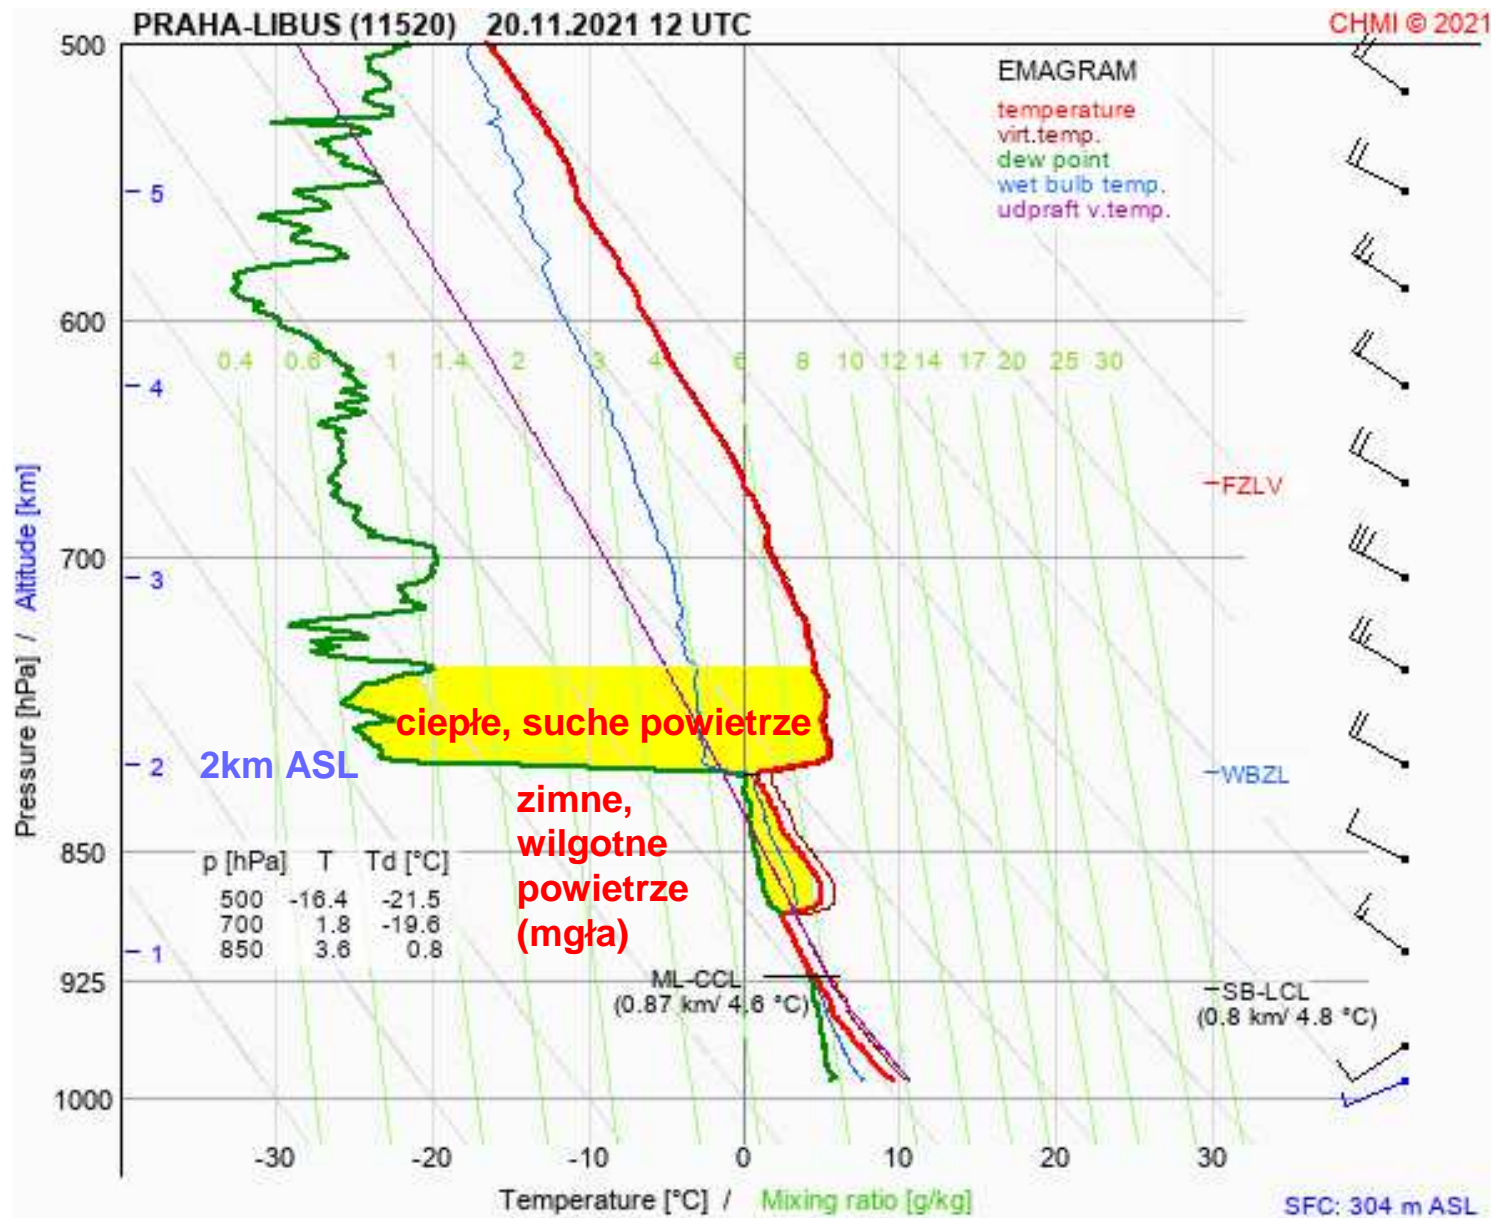 PRAHA-LIBUS (11520) 20.11.2021 12 UTC
CHMI © 2021
EMAGRAM
temperature
virt.temp.
dew point
wet bulb temp.
udpraft v.temp.
500
600
700
850
925
1000
5
4
3
2
1
Pressure [hPa] / Altitude [km]
0.4 0.6 1 1.4 2 3 4 6 8 10 12 14 17 20 25 30
FZLV
WBZL
ciepłe, suche powietrze
2km ASL
zimne,
wilgotne
powietrze
(mgła)
p [hPa] T Td [°C]
500 -16.4 -21.5
700 1.8 -19.6
850 3.6 0.8
ML-CCL
(0.87 km/ 4.6 °C)
SB-LCL
(0.8 km/ 4.8 °C)
-30 -20 -10 0 10 20 30
Temperature [°C] / Mixing ratio [g/kg]
SFC: 304 m ASL